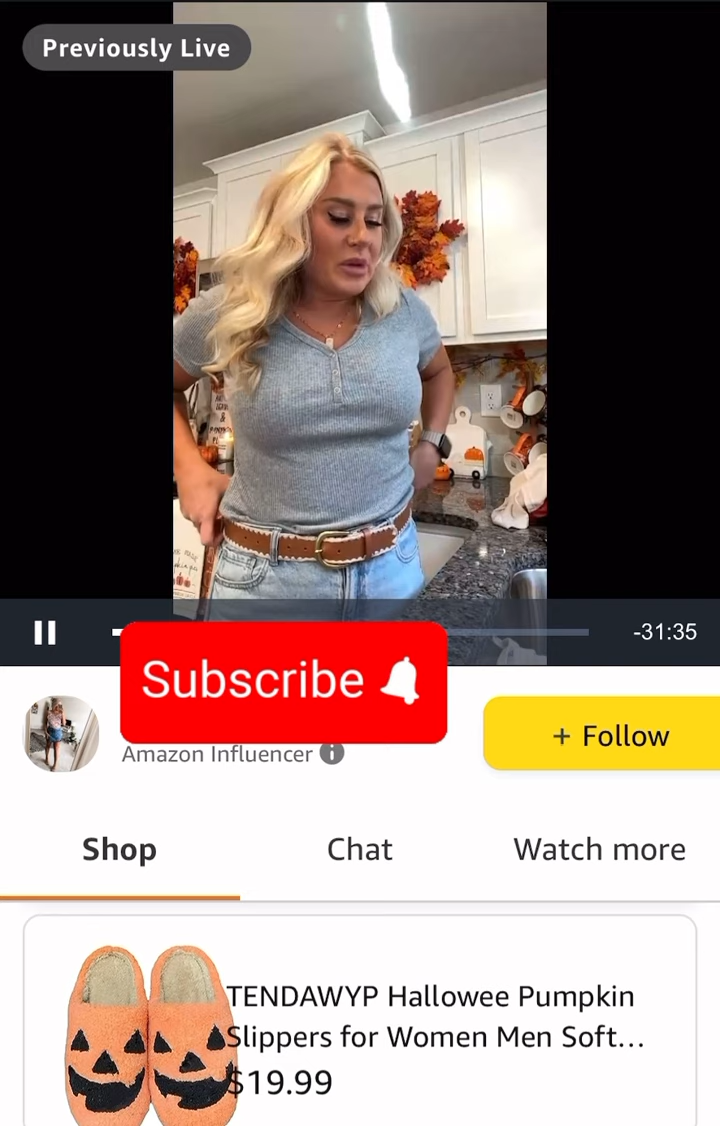 Previously Live
-31:35
Subscribe
Amazon Influencer
+ Follow
Shop
Chat
Watch more
TENDAWYP Hallowee Pumpkin
Slippers for Women Men Soft...
$19.99